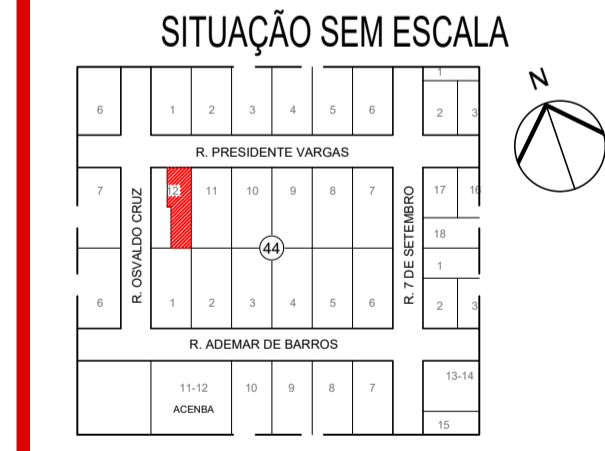 SITUAÇÃO SEM ESCALA
N
1
6 1 2 3 4 5 6 2 3
R. PRESIDENTE VARGAS
7 12 11 10 9 8 7 17 16
R. OSVALDO CRUZ
R. 7 DE SETEMBRO
18
44
1
6 1 2 3 4 5 6 2 3
R. ADEMAR DE BARROS
11-12 10 9 8 7 13-14
ACENBA
15